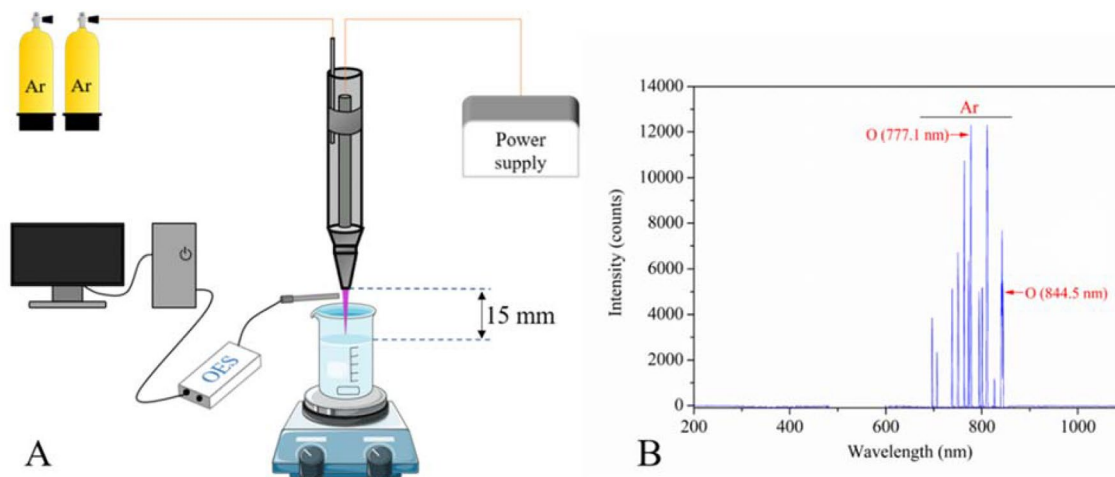 Ar
Ar
Power
supply
15 mm
OES
A
14000
12000
10000
8000
6000
4000
2000
0
Intensity (counts)
Ar
O (777.1 nm)
O (844.5 nm)
200
400
600
800
1000
Wavelength (nm)
B